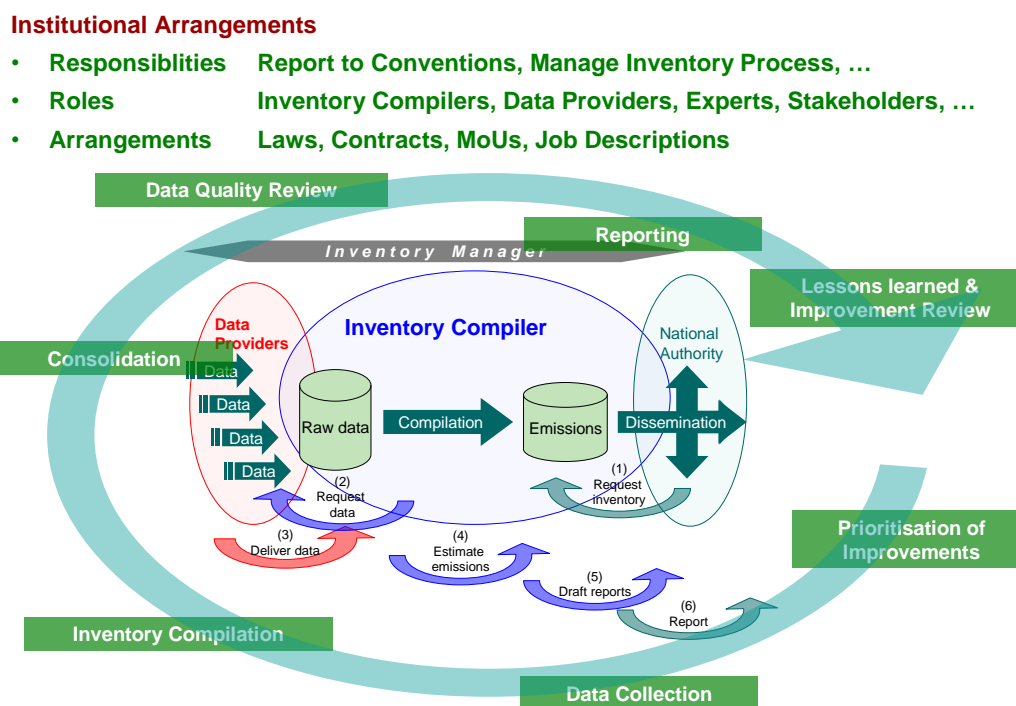 Institutional Arrangements
• Responsiblities Report to Conventions, Manage Inventory Process, …
• Roles Inventory Compilers, Data Providers, Experts, Stakeholders, …
• Arrangements Laws, Contracts, MoUs, Job Descriptions
Data Quality Review
Reporting
Inventory Manager
Lessons learned &
Improvement Review
Data
Providers
Inventory Compiler
National
Authority
Consolidation
Data
Data
Data
Data
Raw data
Compilation
Emissions
Dissemination
(1)
Request
inventory
(2)
Request
data
(3)
Deliver data
(4)
Estimate
emissions
(5)
Draft reports
(6)
Report
Prioritisation of
Improvements
Inventory Compilation
Data Collection